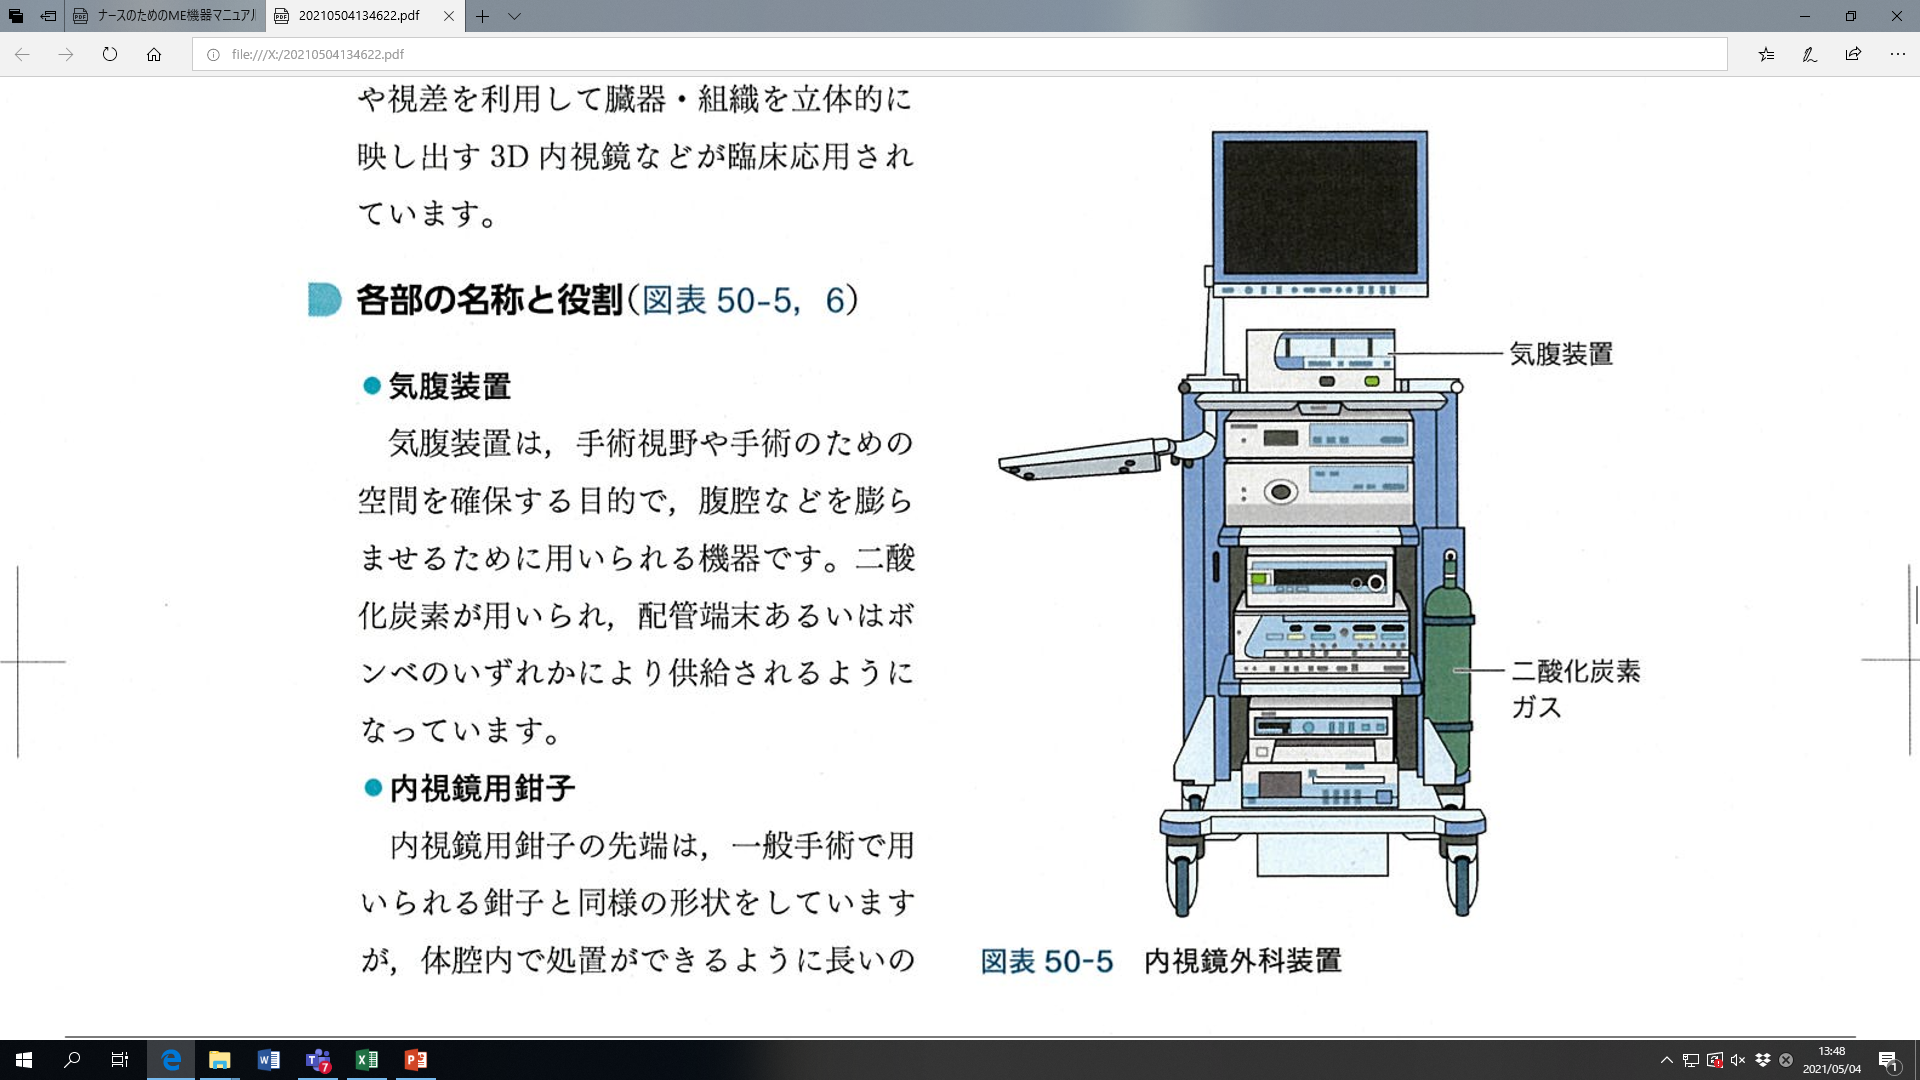 ナースのためのME機器マニュアル
20210504134622.pdf
file:///X:/20210504134622.pdf
や視差を利用して臓器・組織を立体的に
映し出す 3D 内視鏡などが臨床応用され
ています。
各部の名称と役割(図表 50-5, 6)
●気腹装置
気腹装置は,手術視野や手術のための
空間を確保する目的で,腹腔などを膨ら
ませるために用いられる機器です。二酸
化炭素が用いられ,配管端末あるいはボ
ンベのいずれかにより供給されるように
なっています。
●内視鏡用鉗子
内視鏡用鉗子の先端は,一般手術で用
いられる鉗子と同様の形状をしています
が,体腔内で処置ができるように長いの
気腹装置
二酸化炭素
ガス
図表 50-5 内視鏡外科装置
7
13:48
2021/05/04
1